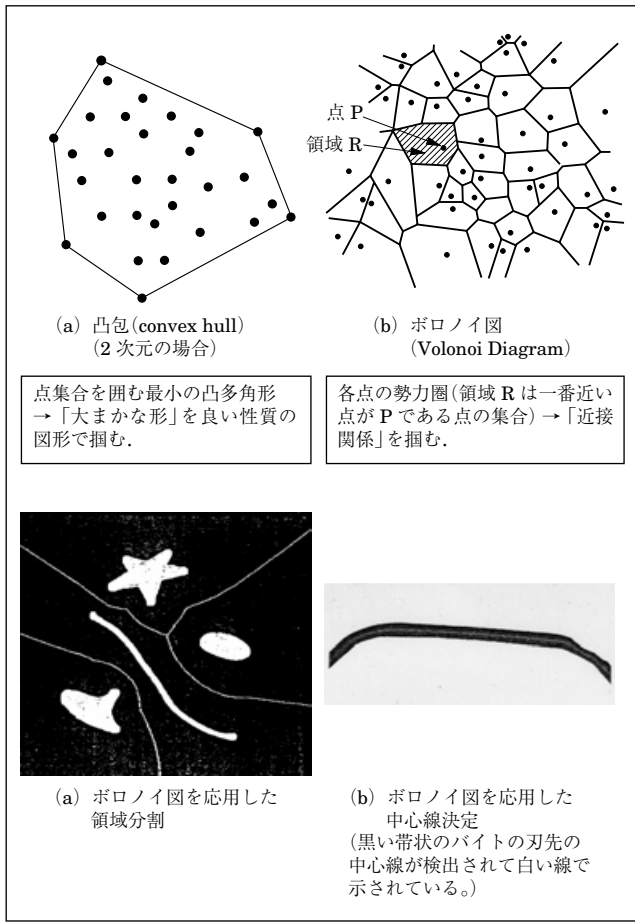 点 P
領域 R
(a) 凸包(convex hull)
(2 次元の場合)
(b) ボロノイ図
(Volonoi Diagram)
点集合を囲む最小の凸多角形
→「大まかな形」を良い性質の
図形で掴む．
各点の勢力圏(領域 R は一番近い
点が P である点の集合) →「近接
関係」を掴む．
(a) ボロノイ図を応用した
領域分割
(b) ボロノイ図を応用した
中心線決定
(黒い帯状のバイトの刃先の
中心線が検出されて白い線で
示されている。)